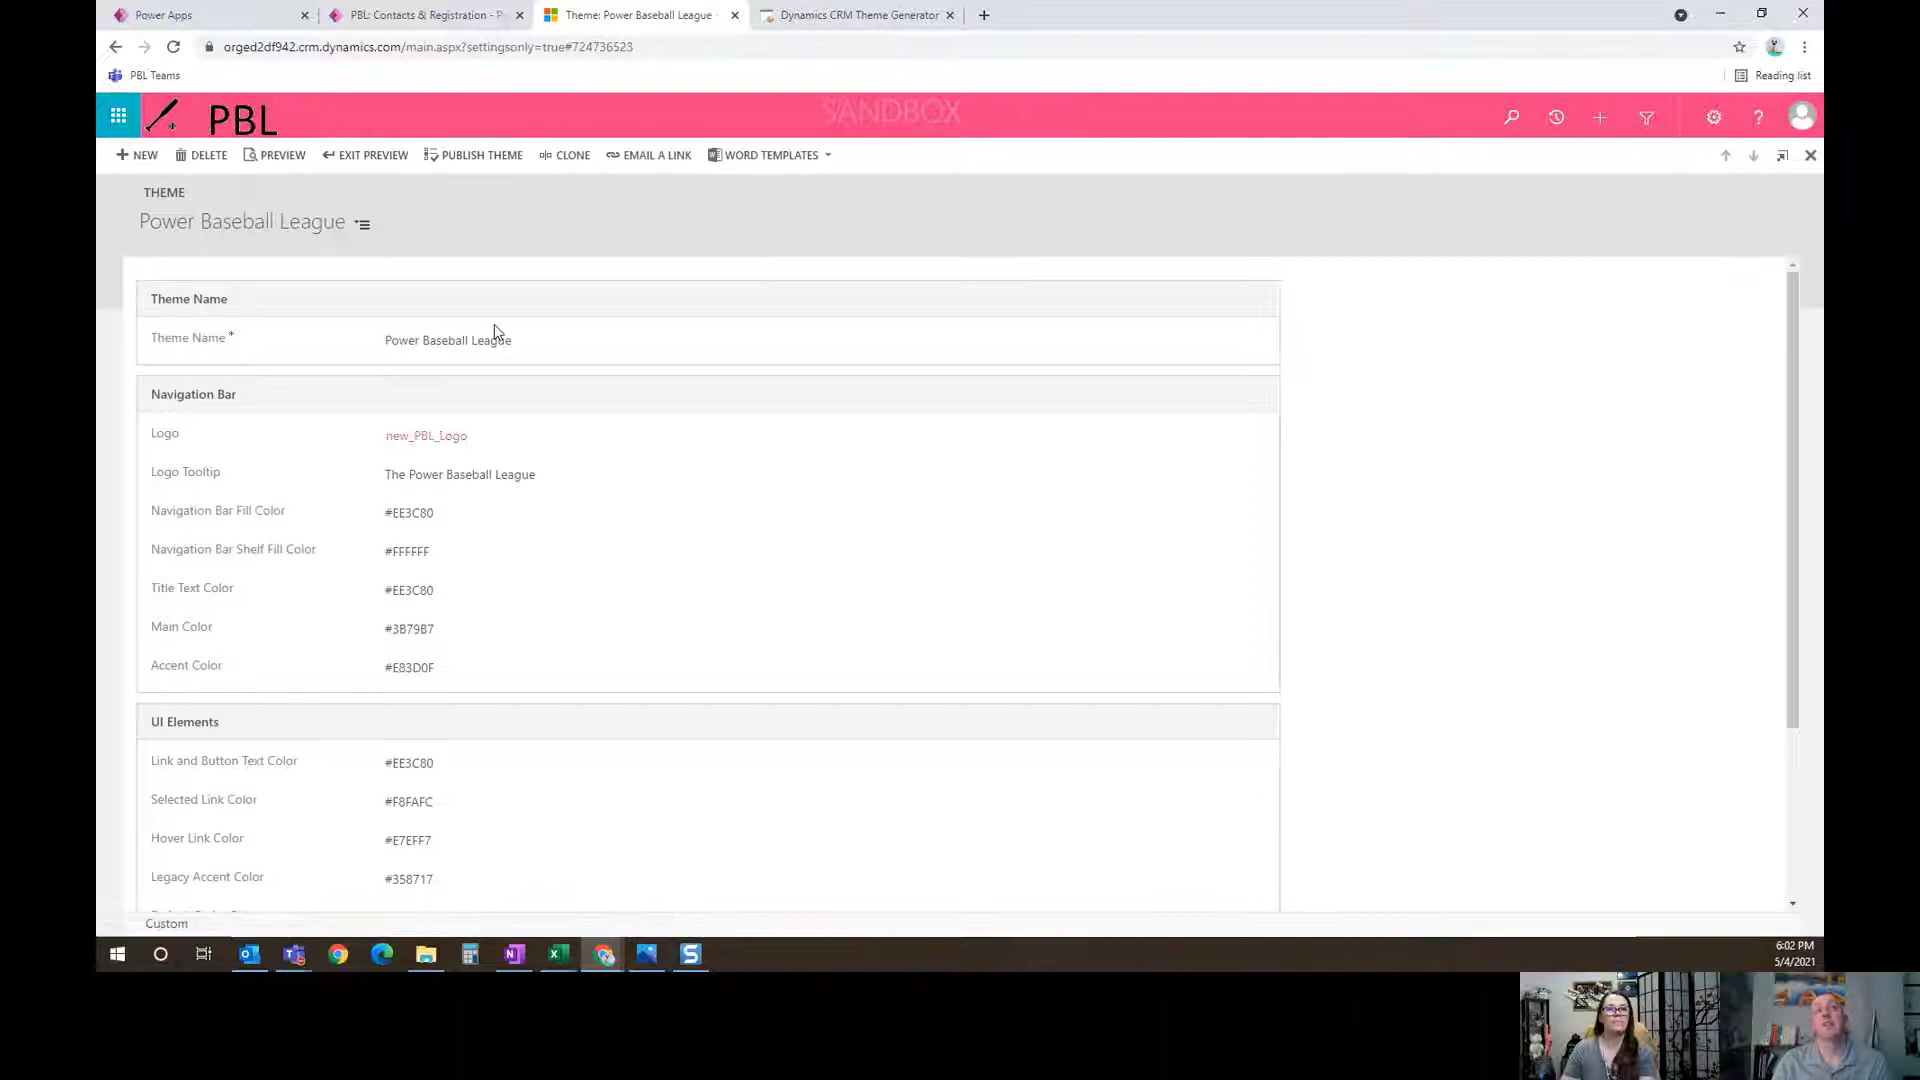 Power Apps
PBL: Contacts & Registration - P
Theme: Power Baseball League
Dynamics CRM Theme Generator
orged2df942.crm.dynamics.com/main.aspx?settingsonly=true#724736523
PBL Teams
Reading list
PBL
SANDBOX
NEW
DELETE
PREVIEW
EXIT PREVIEW
PUBLISH THEME
CLONE
EMAIL A LINK
WORD TEMPLATES
THEME
Power Baseball League
Theme Name
Theme Name * Power Baseball League
Navigation Bar
Logo new_PBL_Logo
Logo Tooltip The Power Baseball League
Navigation Bar Fill Color #EE3C80
Navigation Bar Shelf Fill Color #FFFFFF
Title Text Color #EE3C80
Main Color #3B79B7
Accent Color #E83D0F
UI Elements
Link and Button Text Color #EE3C80
Selected Link Color #F8FAFC
Hover Link Color #E7EFF7
Legacy Accent Color #358717
Custom
6:02 PM
5/4/2021